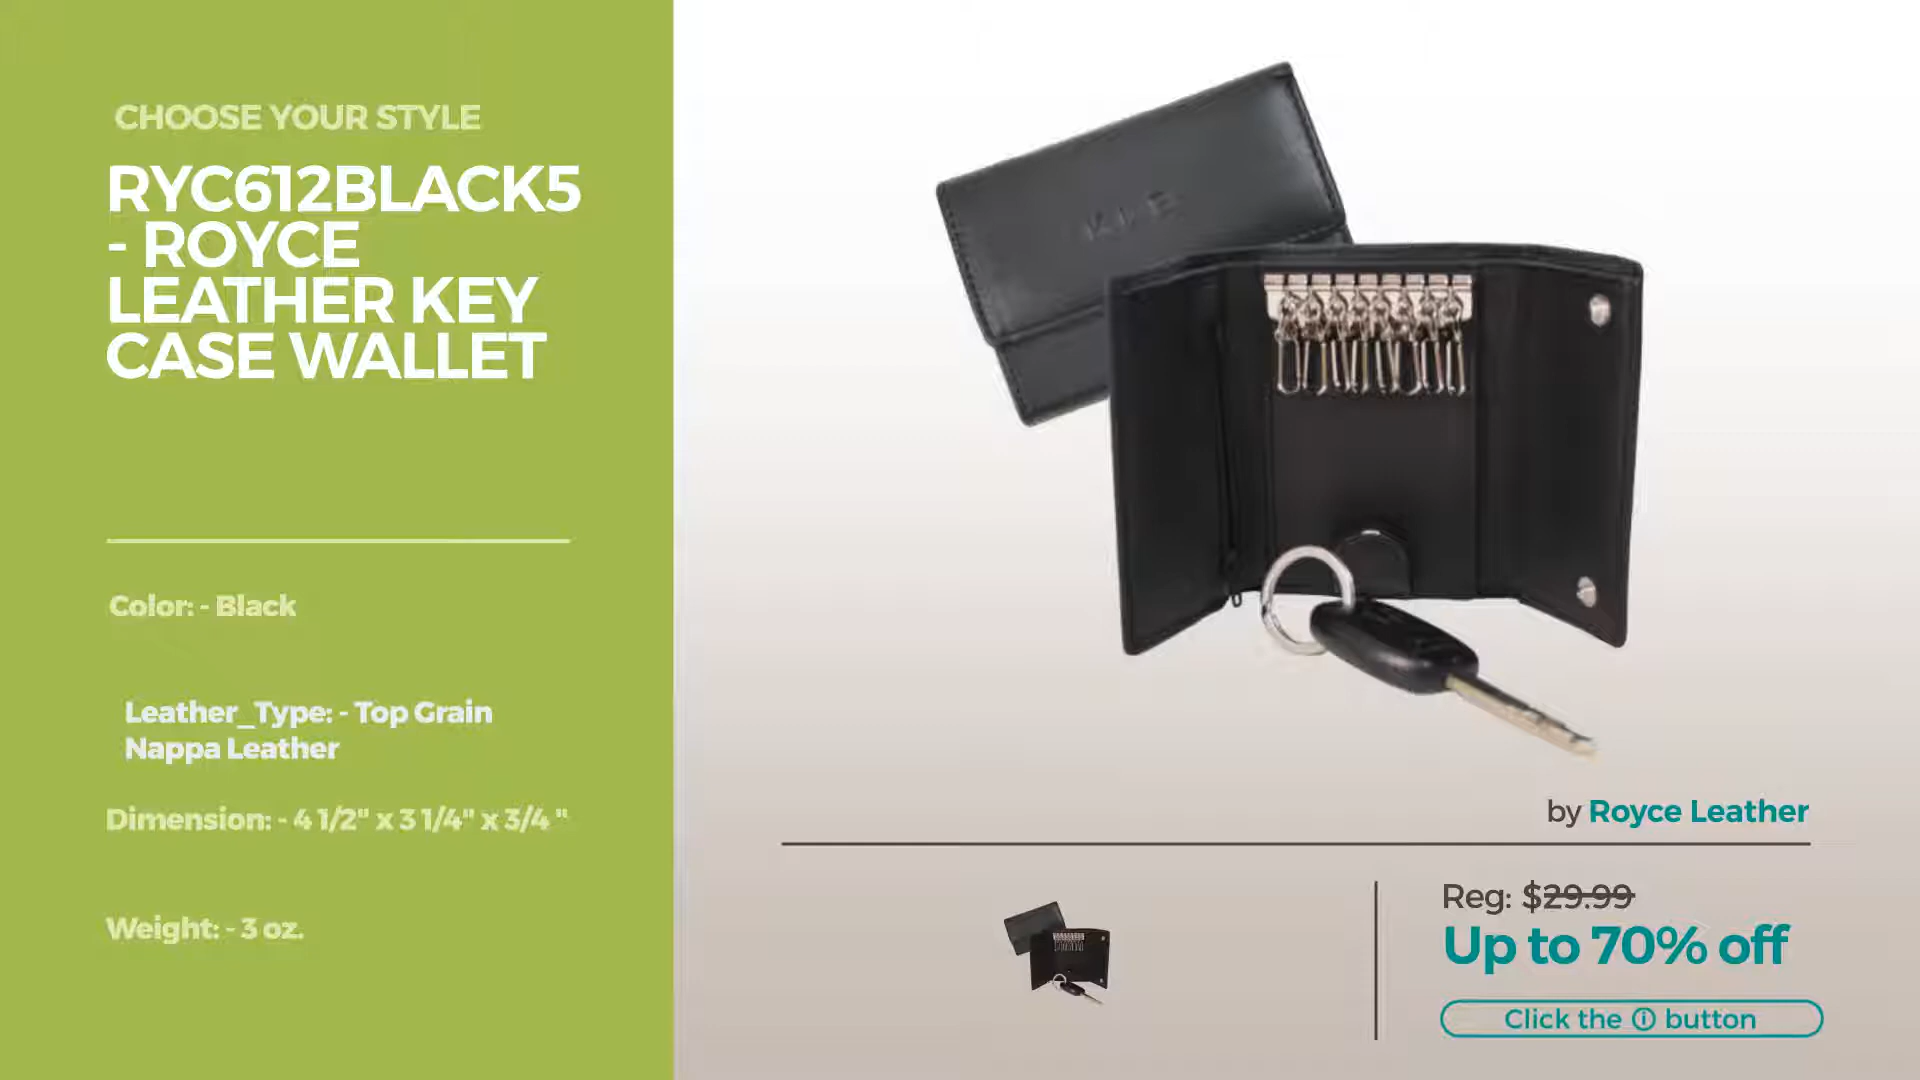 CHOOSE YOUR STYLE
RYC612BLACK5
- ROYCE
LEATHER KEY
CASE WALLET
Color: - Black
Leather_Type: - Top Grain
Nappa Leather
Dimension: - 4 1/2" x 3 1/4" x 3/4 "
Weight: - 3 oz.
by Royce Leather
Reg: $29.99
Up to 70% off
Click the ⓘ button